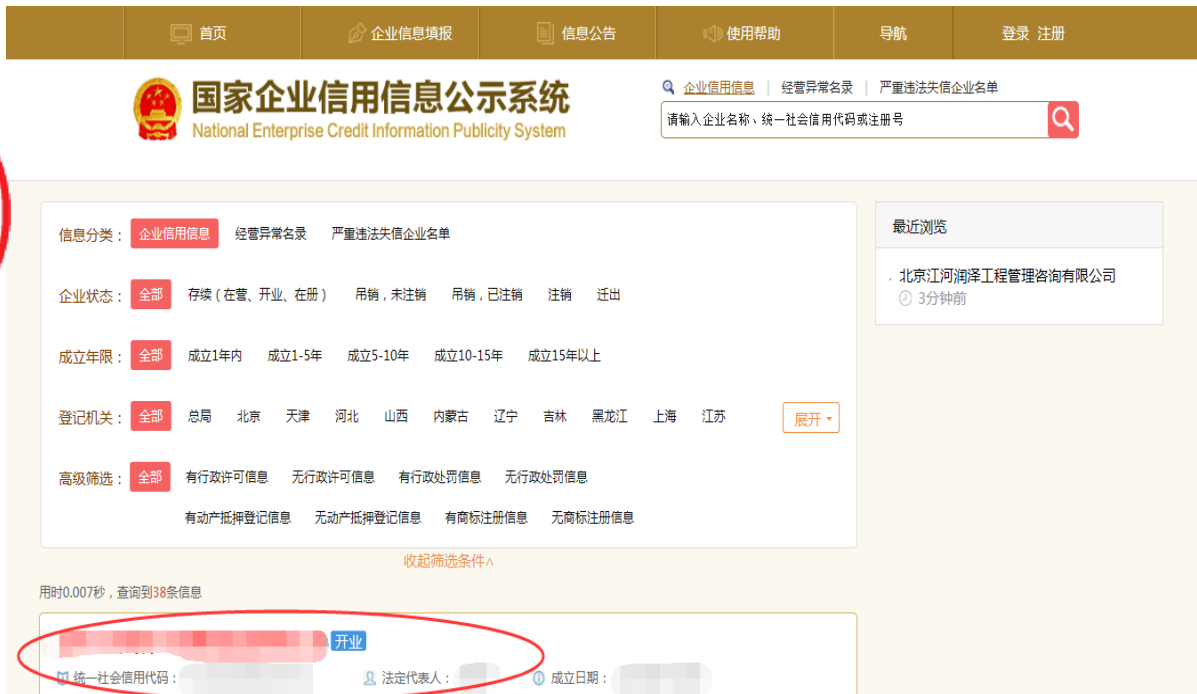 首页 企业信息填报 信息公告 使用帮助 导航 登录 注册
国家企业信用信息公示系统
National Enterprise Credit Information Publicity System
企业信用信息 | 经营异常名录 | 严重违法失信企业名单
请输入企业名称、统一社会信用代码或注册号
信息分类： 企业信用信息 经营异常名录 严重违法失信企业名单
企业状态： 全部 存续（在营、开业、在册） 吊销，未注销 吊销，已注销 注销 迁出
成立年限： 全部 成立1年内 成立1-5年 成立5-10年 成立10-15年 成立15年以上
登记机关： 全部 总局 北京 天津 河北 山西 内蒙古 辽宁 吉林 黑龙江 上海 江苏 展开
高级筛选： 全部 有行政许可信息 无行政许可信息 有行政处罚信息 无行政处罚信息
有动产抵押登记信息 无动产抵押登记信息 有商标注册信息 无商标注册信息
收起筛选条件∧
最近浏览
北京江河润泽工程管理咨询有限公司
3分钟前
用时0.007秒，查询到38条信息
开业
统一社会信用代码： 法定代表人： 成立日期：